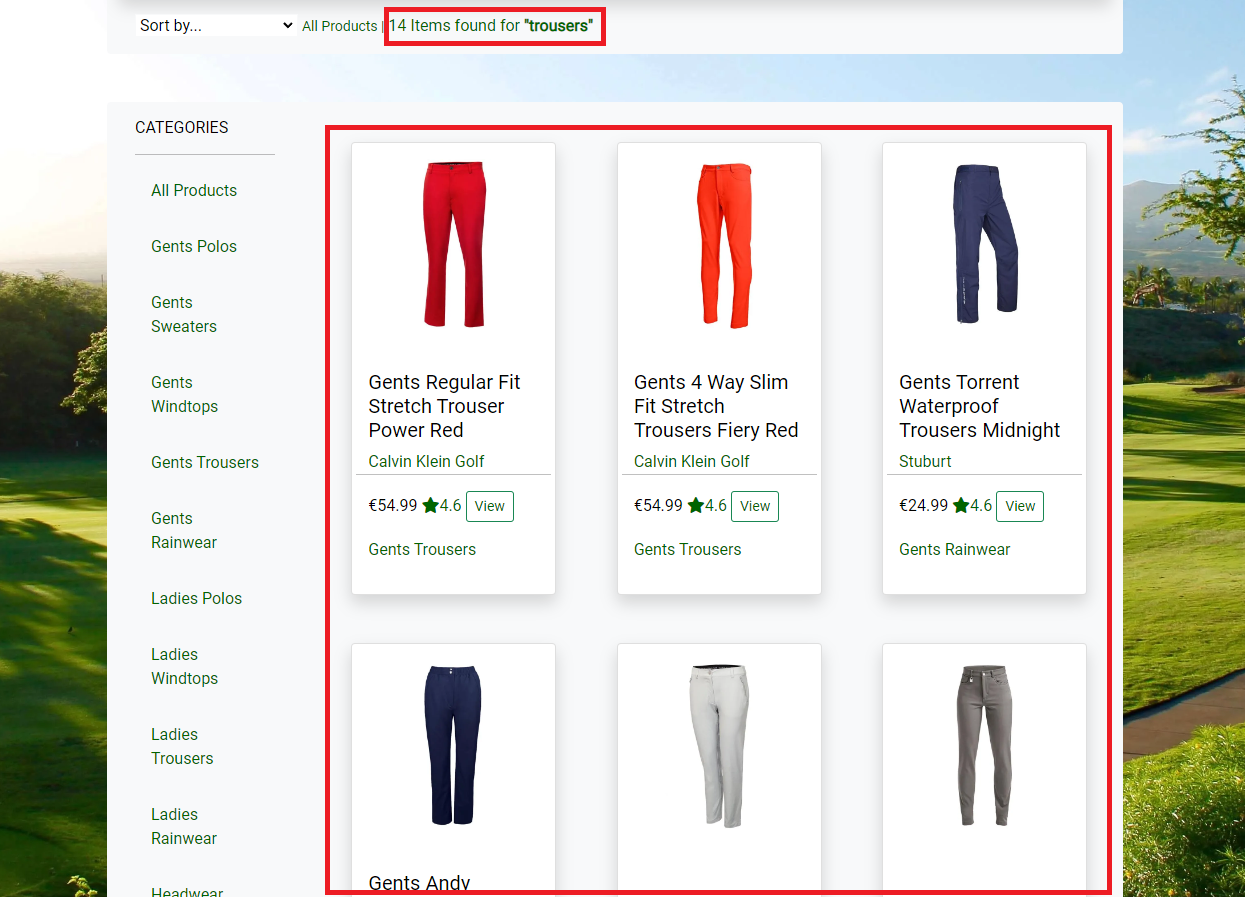 Sort by... All Products | 14 Items found for "trousers"
CATEGORIES
All Products
Gents Polos
Gents
Sweaters
Gents
Windtops
Gents Trousers
Gents
Rainwear
Ladies Polos
Ladies
Windtops
Ladies
Trousers
Ladies
Rainwear
Headwear
Gents Regular Fit
Stretch Trouser
Power Red
Calvin Klein Golf
€54.99 4.6 View
Gents Trousers
Gents 4 Way Slim
Fit Stretch
Trousers Fiery Red
Calvin Klein Golf
€54.99 4.6 View
Gents Trousers
Gents Torrent
Waterproof
Trousers Midnight
Stuburt
€24.99 4.6 View
Gents Rainwear
Gents Andy